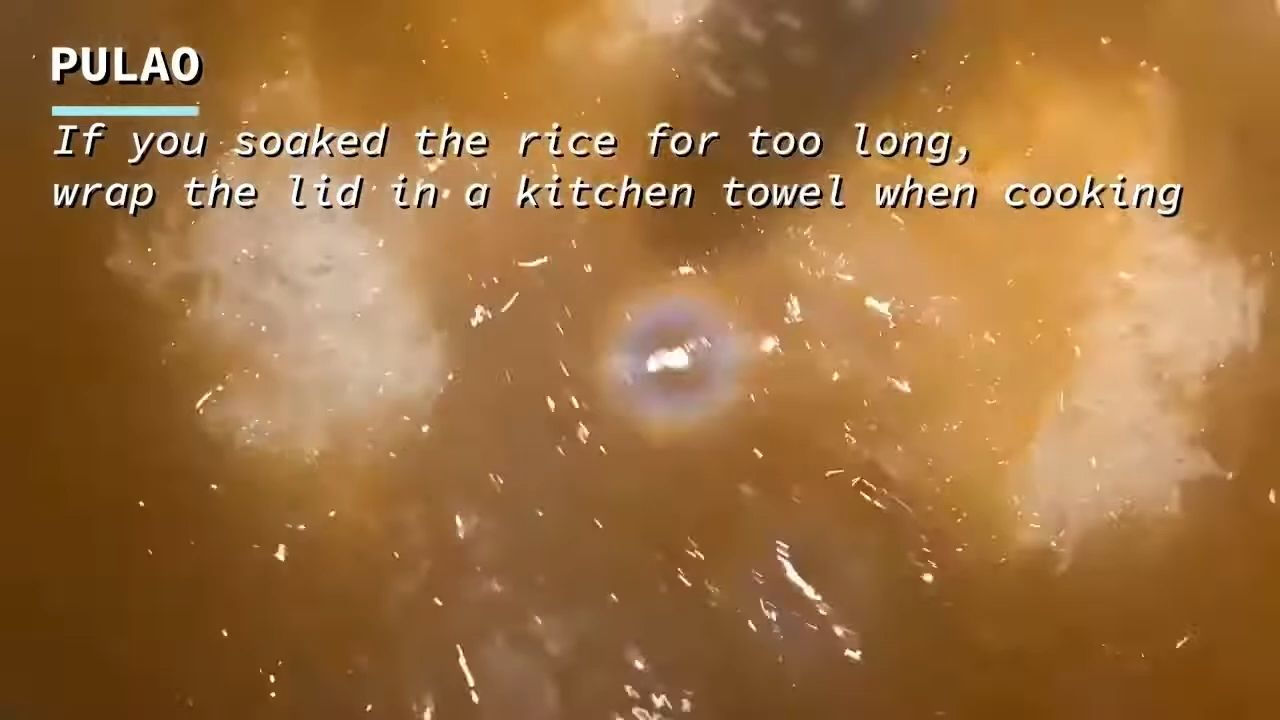 PULAO
If you soaked the rice for too long,
wrap the lid in a kitchen towel when cooking